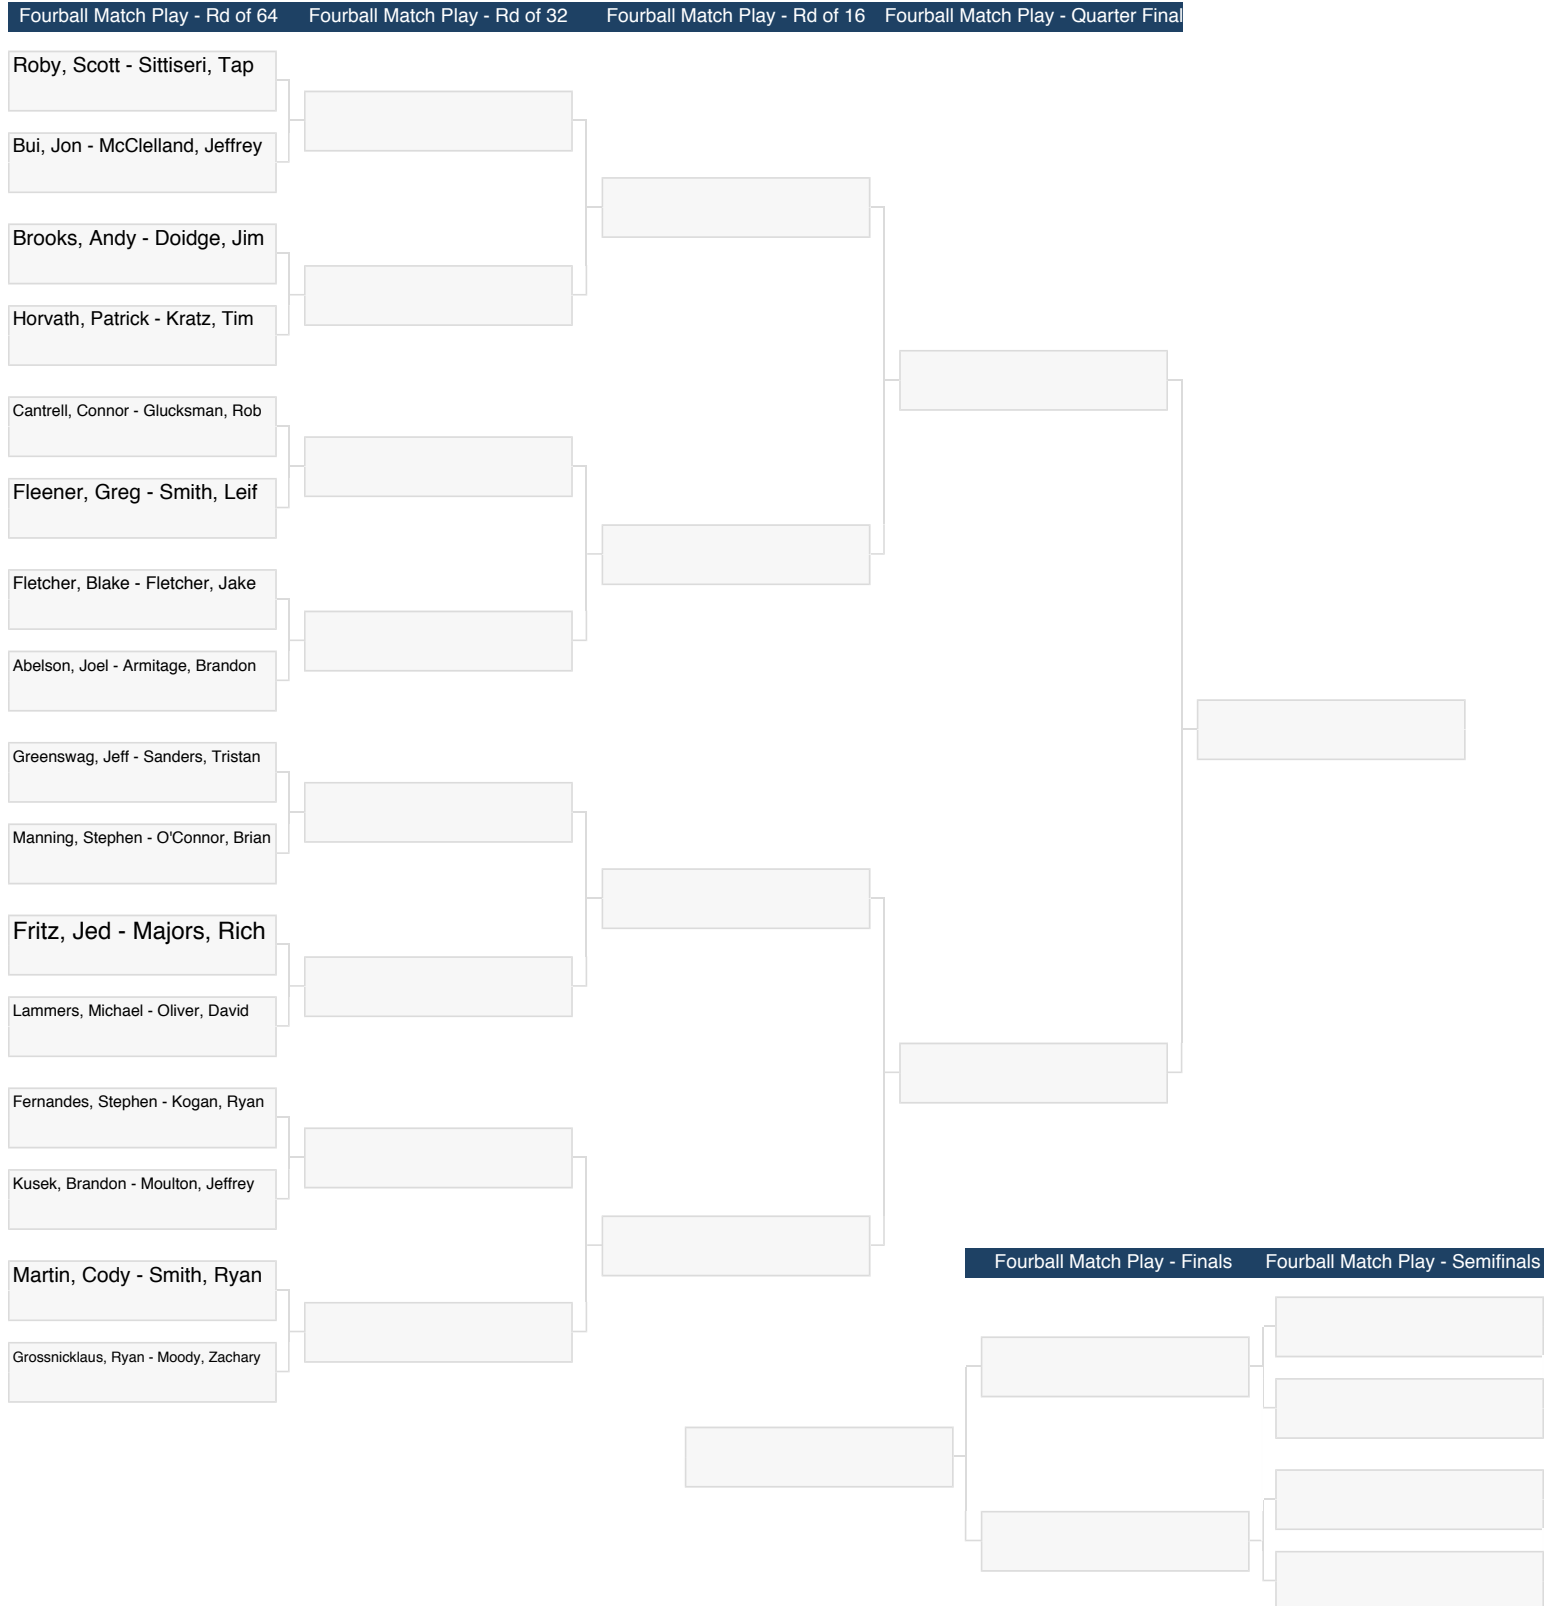 Fourball Match Play - Rd of 64
Fourball Match Play - Rd of 32
Fourball Match Play - Rd of 16
Fourball Match Play - Quarter Final
Roby, Scott - Sittiseri, Tap
Bui, Jon - McClelland, Jeffrey
Brooks, Andy - Doidge, Jim
Horvath, Patrick - Kratz, Tim
Cantrell, Connor - Glucksman, Rob
Fleener, Greg - Smith, Leif
Fletcher, Blake - Fletcher, Jake
Abelson, Joel - Armitage, Brandon
Greenswag, Jeff - Sanders, Tristan
Manning, Stephen - O'Connor, Brian
Fritz, Jed - Majors, Rich
Lammers, Michael - Oliver, David
Fernandes, Stephen - Kogan, Ryan
Kusek, Brandon - Moulton, Jeffrey
Martin, Cody - Smith, Ryan
Grossnicklaus, Ryan - Moody, Zachary
Fourball Match Play - Finals
Fourball Match Play - Semifinals